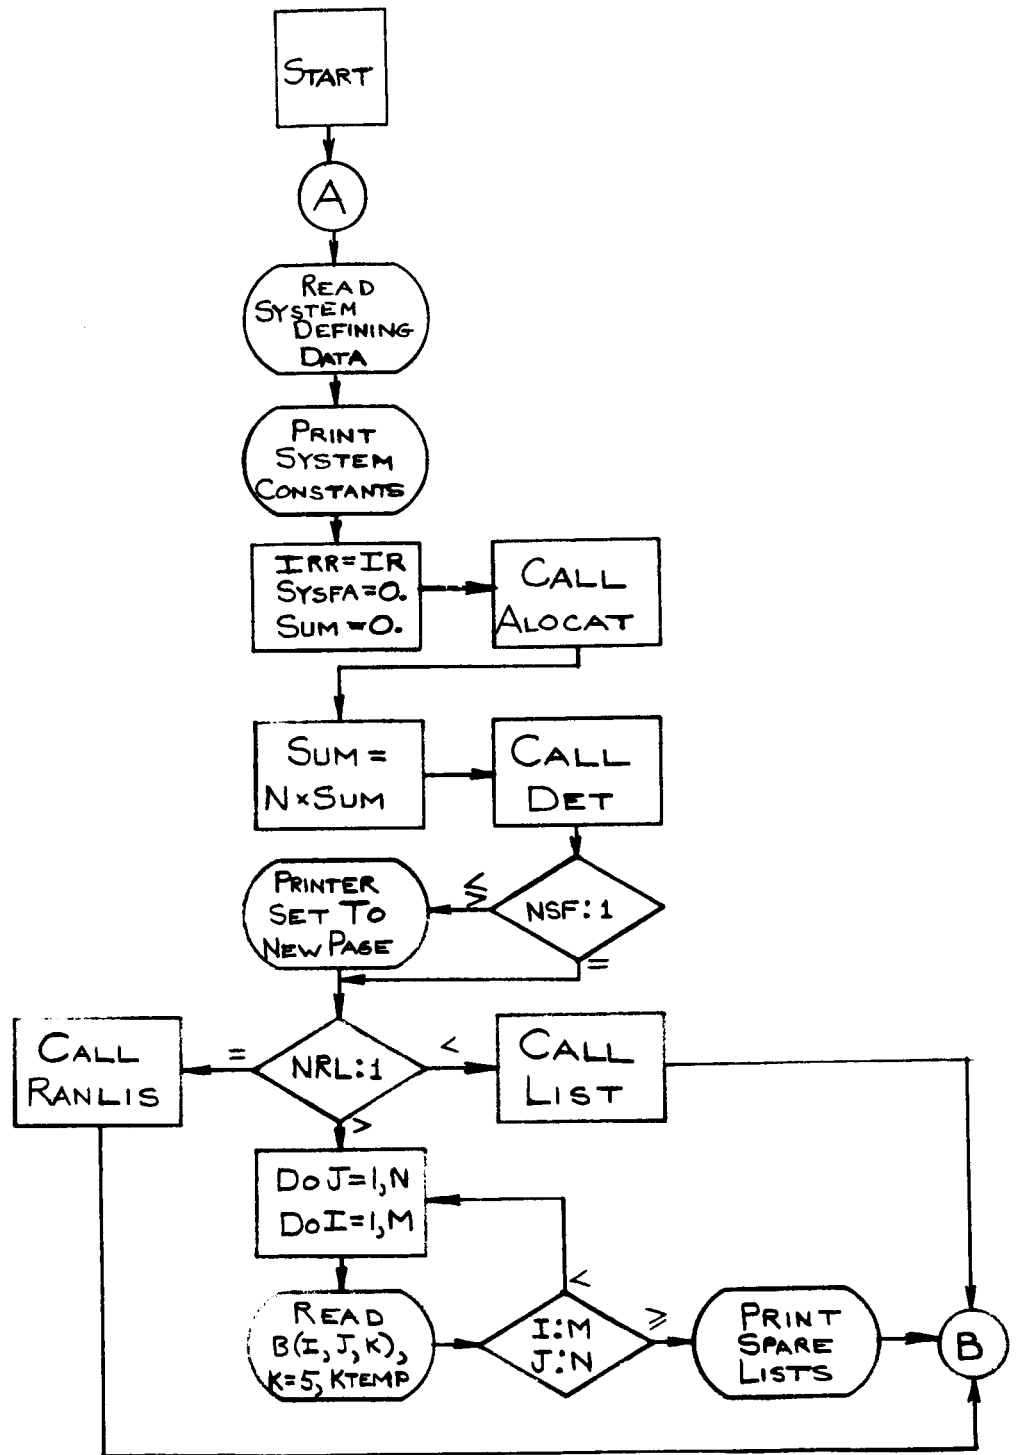 START
A
READ
SYSTEM
DEFINING
DATA
PRINT
SYSTEM
CONSTANTS
IRR=IR
SYSFA=0.
SUM=0.
CALL
ALOCAT
SUM=
N×SUM
CALL
DET
NSF:1
≤
>
=
PRINTER
SET TO
NEW PAGE
NRL:1
=
<
>
CALL
RANLIS
CALL
LIST
DO J=1,N
DO I=1,M
READ
B(I,J,K),
K=5,KTEMP
I:M
J:N
<
≥
PRINT
SPARE
LISTS
B